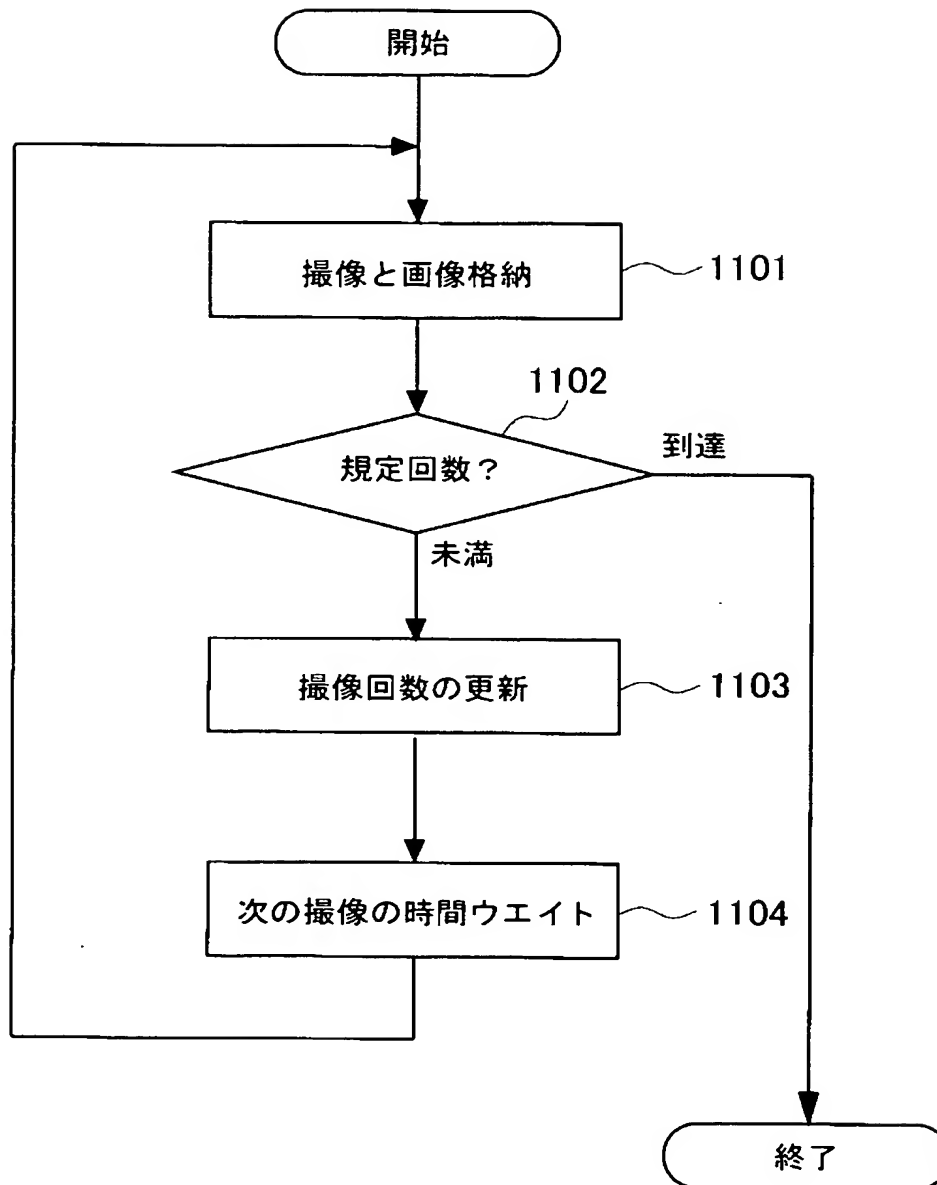 開始
撮像と画像格納
1101
1102
規定回数?
到達
未満
撮像回数の更新
1103
次の撮像の時間ウエイト
1104
終了